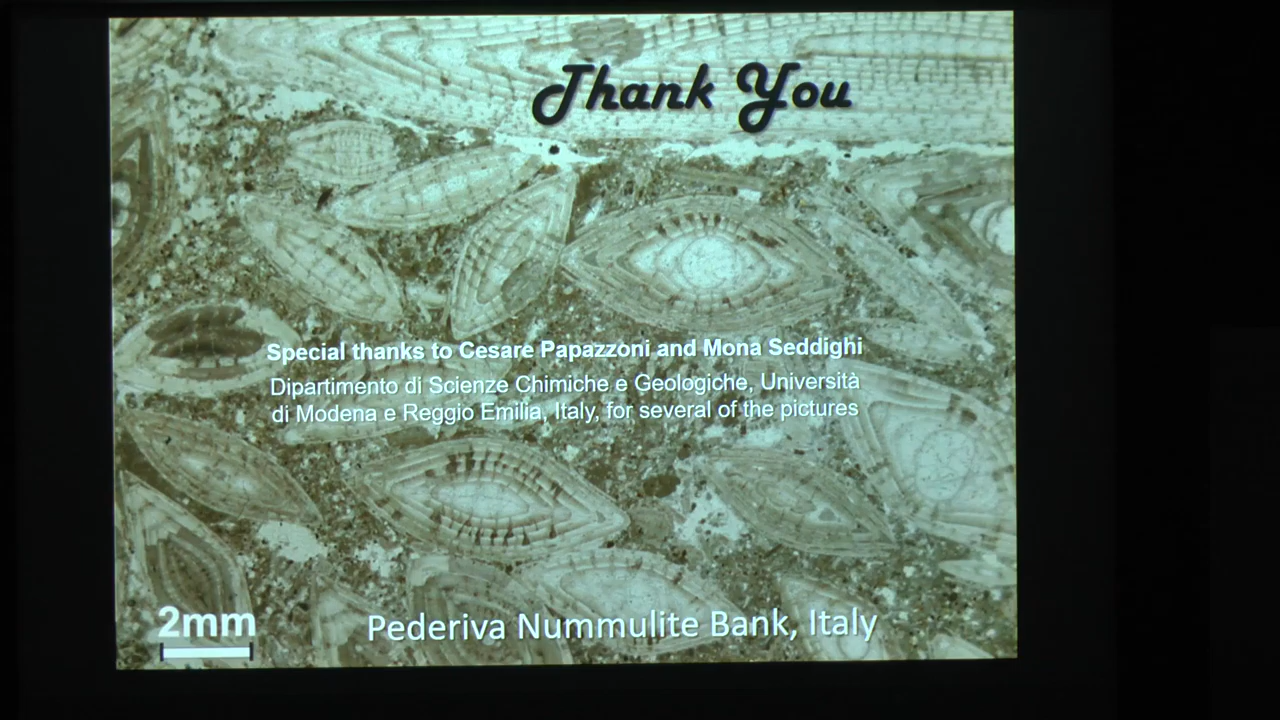 Thank You
Special thanks to Cesare Papazzoni and Mona Seddighi
Dipartimento di Scienze Chimiche e Geologiche, Università
di Modena e Reggio Emilia, Italy, for several of the pictures
2mm
Pederiva Nummulite Bank, Italy